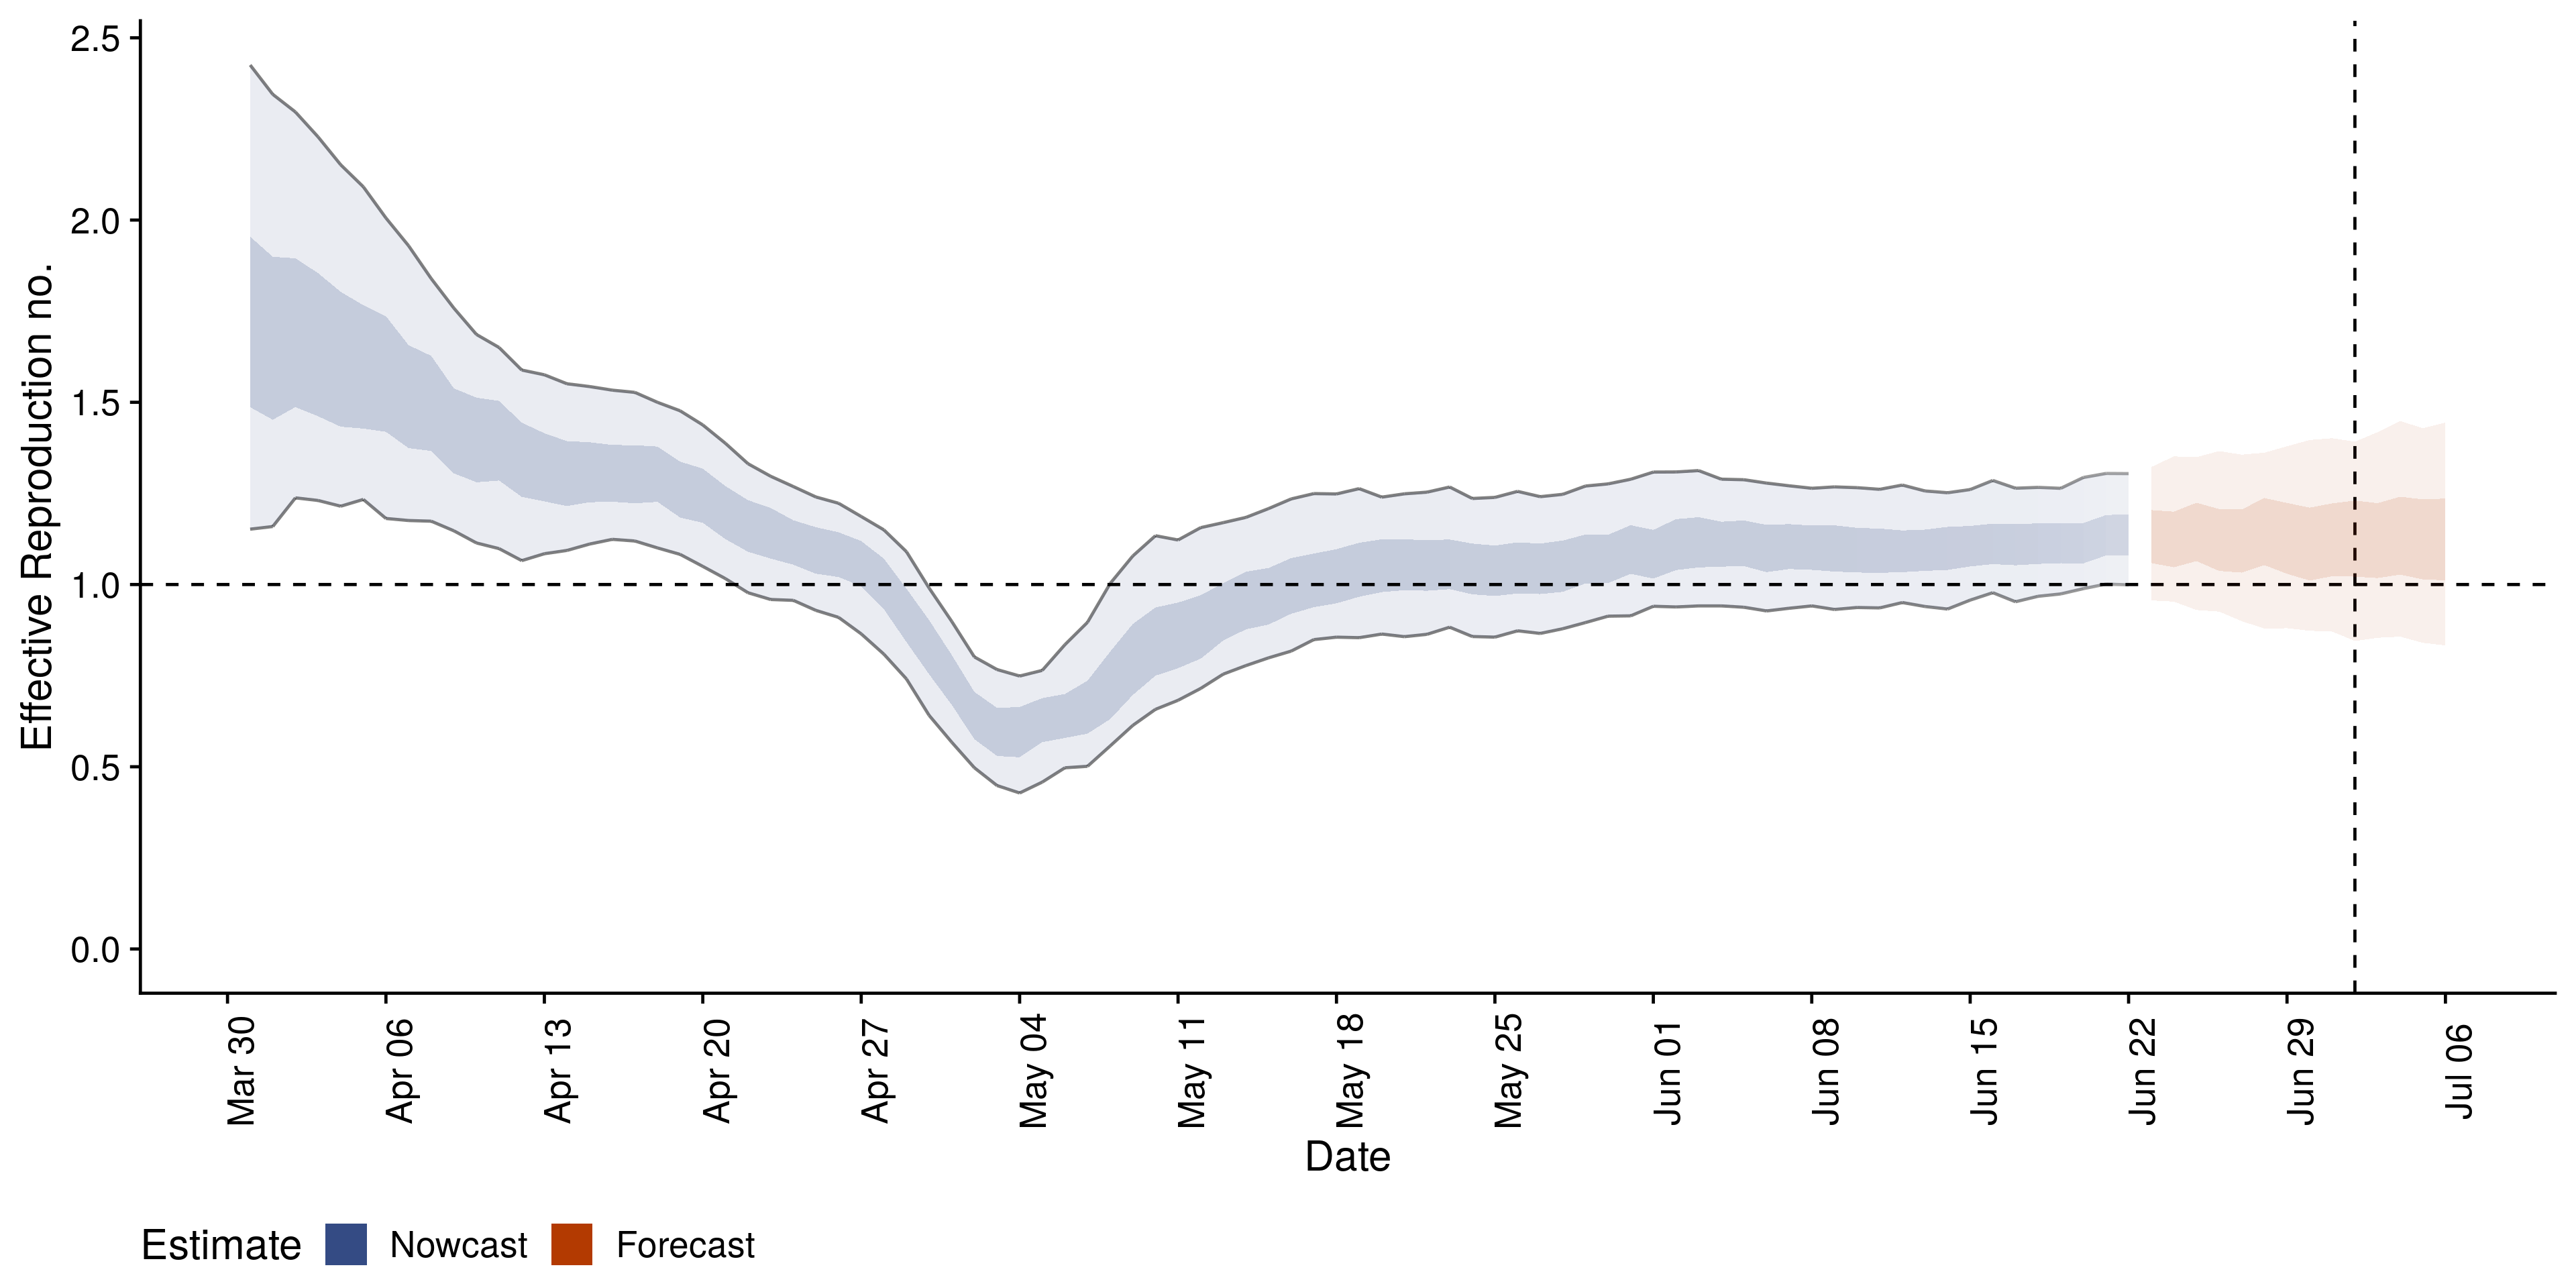 Effective Reproduction no.
2.5
2.0
1.5
1.0
0.5
0.0
Mar 30
Apr 06
Apr 13
Apr 20
Apr 27
May 04
May 11
May 18
May 25
Jun 01
Jun 08
Jun 15
Jun 22
Jun 29
Jul 06
Date
Estimate Nowcast Forecast